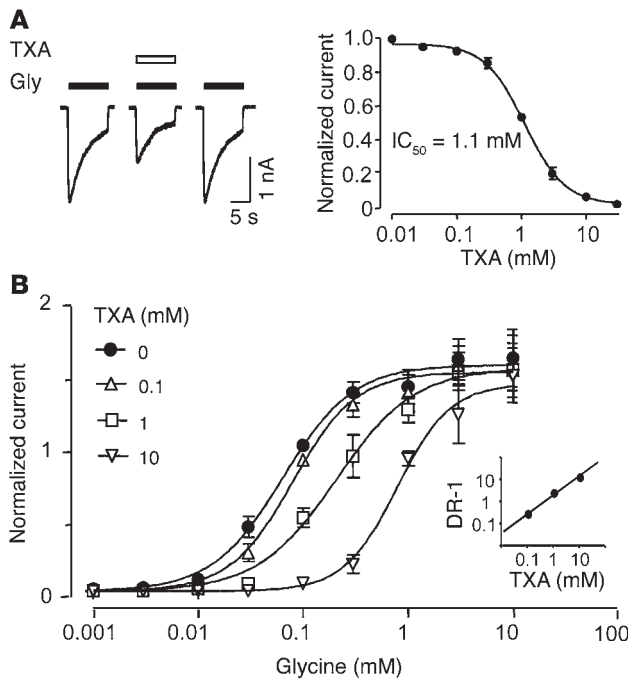 A
TXA
Gly
1 nA
5 s
Normalized current
1.0
0.8
0.6
0.4
0.2
0
IC50 = 1.1 mM
0.01 0.1 1 10
TXA (mM)
B
Normalized current
2
1
0
TXA (mM)
0
0.1
1
10
DR-1
10
1
0.1
0.1 1 10
TXA (mM)
0.001 0.01 0.1 1 10 100
Glycine (mM)